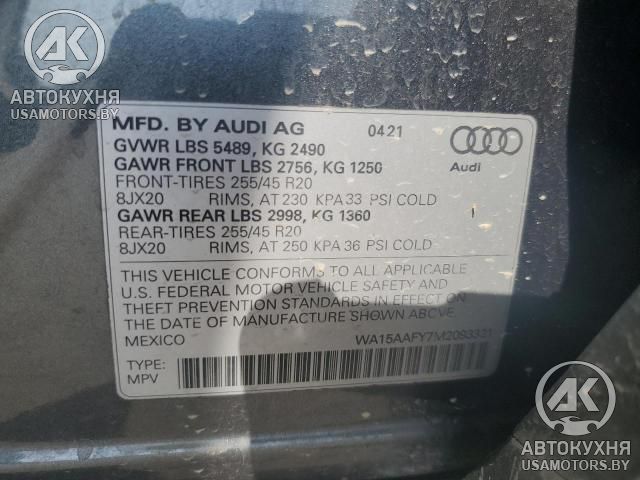 AK
АВТОКУХНЯ
USAMOTORS.BY
MFD. BY AUDI AG 0421
GVWR LBS 5489, KG 2490
GAWR FRONT LBS 2756, KG 1250
Audi
FRONT-TIRES 255/45 R20
8JX20 RIMS, AT 230 KPA 33 PSI COLD
GAWR REAR LBS 2998, KG 1360 1
REAR-TIRES 255/45 R20
8JX20 RIMS, AT 250 KPA 36 PSI COLD
THIS VEHICLE CONFORMS TO ALL APPLICABLE
U.S. FEDERAL MOTOR VEHICLE SAFETY AND
THEFT PREVENTION STANDARDS IN EFFECT ON
THE DATE OF MANUFACTURE SHOWN ABOVE.
MEXICO WA15AAFY7M2093321
TYPE:
MPV
AK
АВТОКУХНЯ
USAMOTORS.BY